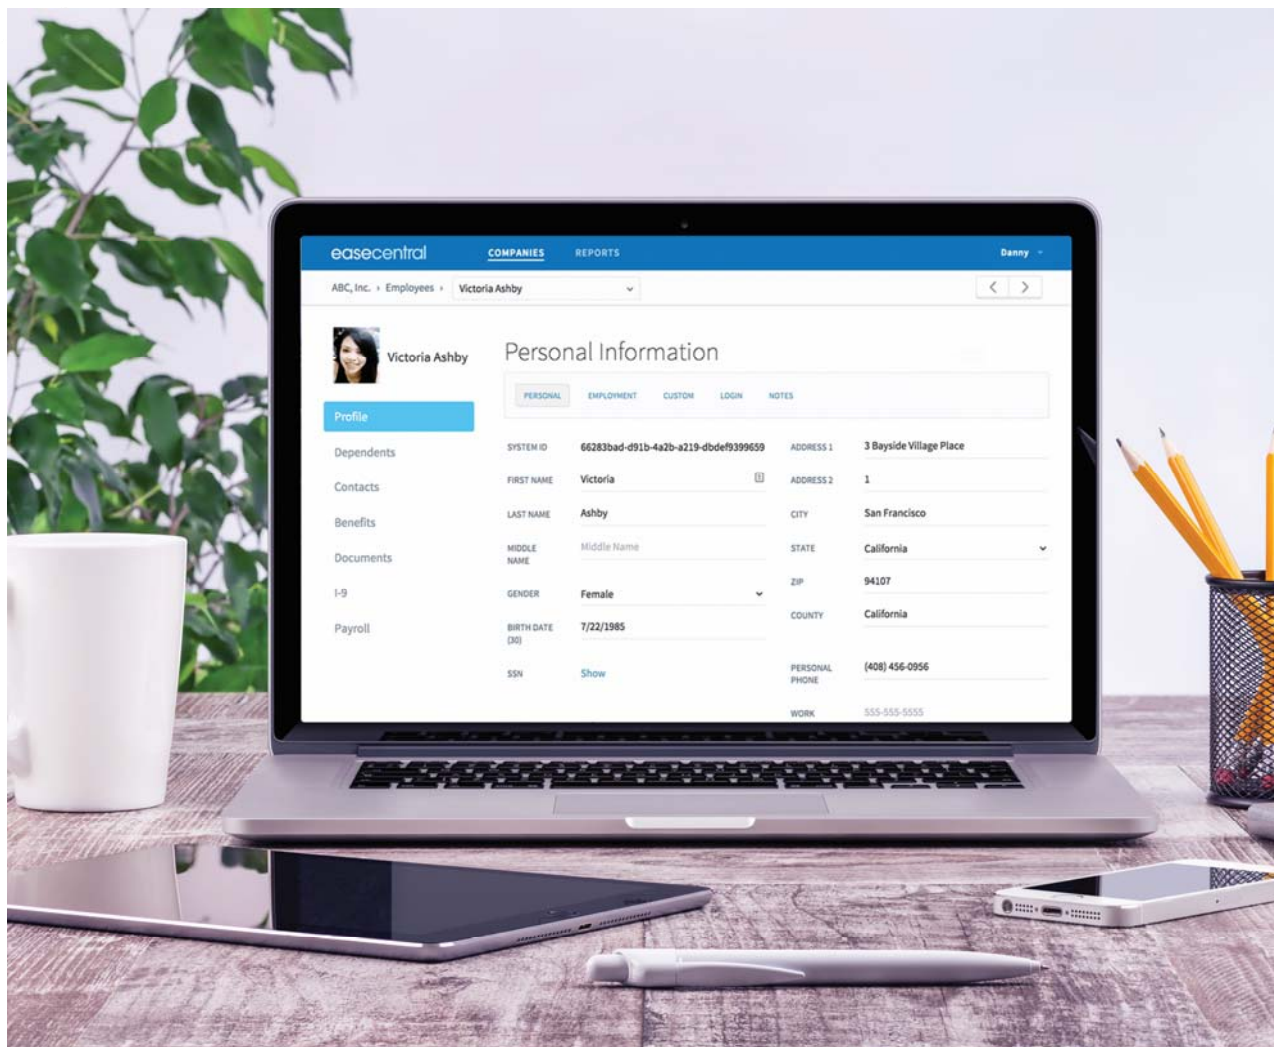 easecentral COMPANIES REPORTS Danny
ABC, Inc. › Employees › Victoria Ashby
Victoria Ashby
Profile
Dependents
Contacts
Benefits
Documents
I-9
Payroll
Personal Information
PERSONAL EMPLOYMENT CUSTOM LOGIN NOTES
SYSTEM ID 66283bad-d91b-4a2b-a219-dbdef9399659
FIRST NAME Victoria
LAST NAME Ashby
MIDDLE NAME Middle Name
GENDER Female
BIRTH DATE (30) 7/22/1985
SSN Show
ADDRESS 1 3 Bayside Village Place
ADDRESS 2 1
CITY San Francisco
STATE California
ZIP 94107
COUNTY California
PERSONAL PHONE (408) 456-0956
WORK 555-555-5555